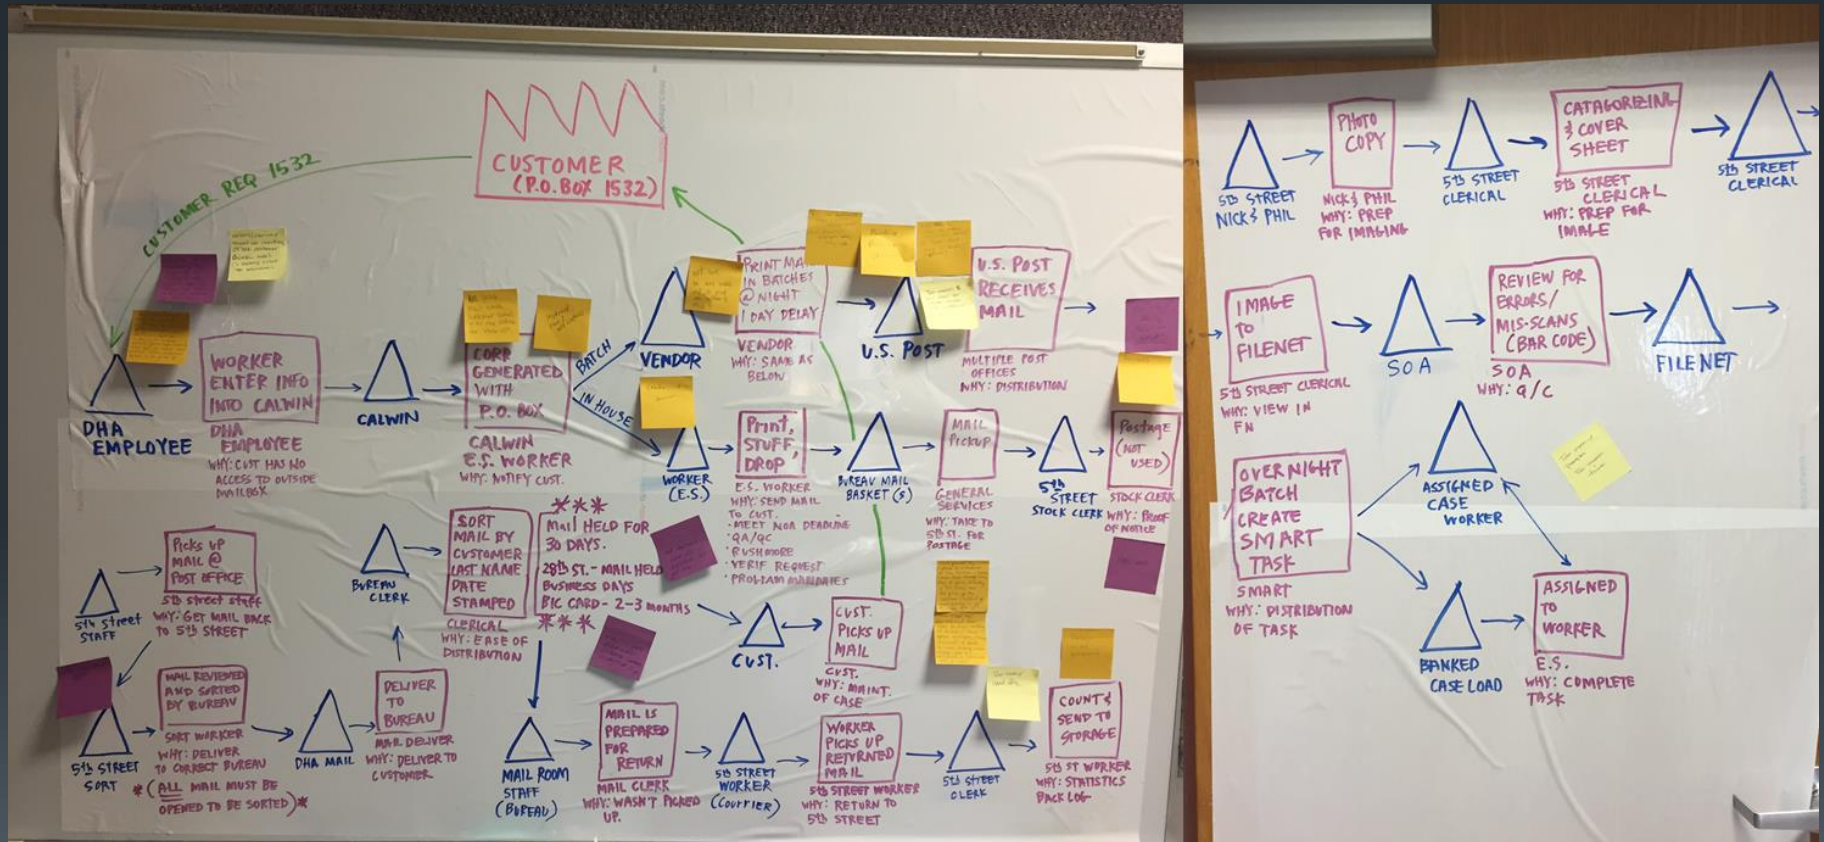 CUSTOMER
(P.O. BOX 1532)
CUSTOMER REQ 1532
DHA
EMPLOYEE
WORKER
ENTER INFO
INTO CALWIN
DHA
EMPLOYEE
WHY: CUST HAS NO
ACCESS TO OUTSIDE
MAILBOX
CALWIN
CORR
GENERATED
WITH
P.O. BOX
CALWIN
E.S. WORKER
WHY: NOTIFY CUST.
BATCH
IN HOUSE
VENDOR
PRINT MA
IN BATCHES
@ NIGHT
1 DAY DELAY
VENDOR
WHY: SAME AS
BELOW
U.S. POST
U.S. POST
RECEIVES
MAIL
MULTIPLE POST
OFFICES
WHY: DISTRIBUTION
WORKER
(E.S.)
Print,
STUFF,
DROP
E.S. WORKER
WHY: SEND MAIL
TO CUST.
• MEET NOA DEADLINE
• QA/QC
• RUSHMORE
• VERIF REQUEST
• PROGRAM MANDATES
BUREAU MAIL
BASKET (S)
MAIL
Pickup
GENERAL
SERVICES
WHY: TAKE TO
5th ST. FOR
POSTAGE
5th
STREET
STOCK CLERK
Postage
(NOT
USED)
STOCK CLERK
WHY: PROOF
OF NOTICE
5th Street
STAFF
Picks up
MAIL @
POST OFFICE
5th Street staff
WHY: GET MAIL BACK
TO 5th STREET
BUREAU
CLERK
SORT
MAIL BY
CUSTOMER
LAST NAME
DATE
STAMPED
CLERICAL
WHY: EASE OF
DISTRIBUTION
***
Mail HELD FOR
30 DAYS.
28th ST. - MAIL HELD
BUSINESS DAYS
BIC CARD - 2-3 MONTHS
***
CUST.
CUST.
PICKS UP
MAIL
CUST.
WHY: MAINT.
OF CASE
5th STREET
SORT
MAIL REVIEWED
AND SORTED
BY BUREAU
SORT WORKER
WHY: DELIVER
TO CORRECT BUREAU
*(ALL MAIL MUST BE
OPENED TO BE SORTED)*
DHA MAIL
DELIVER
TO
BUREAU
MAIL DELIVER
WHY: DELIVER TO
CUSTOMER
MAIL ROOM
STAFF
(BUREAU)
MAIL IS
PREPARED
FOR
RETURN
MAIL CLERK
WHY: WASN'T PICKED
UP.
5th STREET
WORKER
(Courrier)
WORKER
PICKS UP
RETURNED
MAIL
5th STREET WORKER
WHY: RETURN TO
5th STREET
5th STREET
CLERK
COUNT &
SEND TO
STORAGE
5th ST WORKER
WHY: STATISTICS
BACK LOG
5th STREET
NICK & PHIL
PHOTO
COPY
NICK & PHIL
WHY: PREP
FOR IMAGING
5th STREET
CLERICAL
CATAGORIZING
& COVER
SHEET
5th STREET
CLERICAL
WHY: PREP FOR
IMAGE
5th STREET
CLERICAL
IMAGE
TO
FILENET
5th STREET CLERICAL
WHY: VIEW IN
FN
SOA
REVIEW FOR
ERRORS/
MIS-SCANS
(BAR CODE)
SOA
WHY: Q/C
FILENET
OVERNIGHT
BATCH
CREATE
SMART
TASK
SMART
WHY: DISTRIBUTION
OF TASK
ASSIGNED
CASE
WORKER
BANKED
CASE LOAD
ASSIGNED
TO
WORKER
E.S.
WHY: COMPLETE
TASK